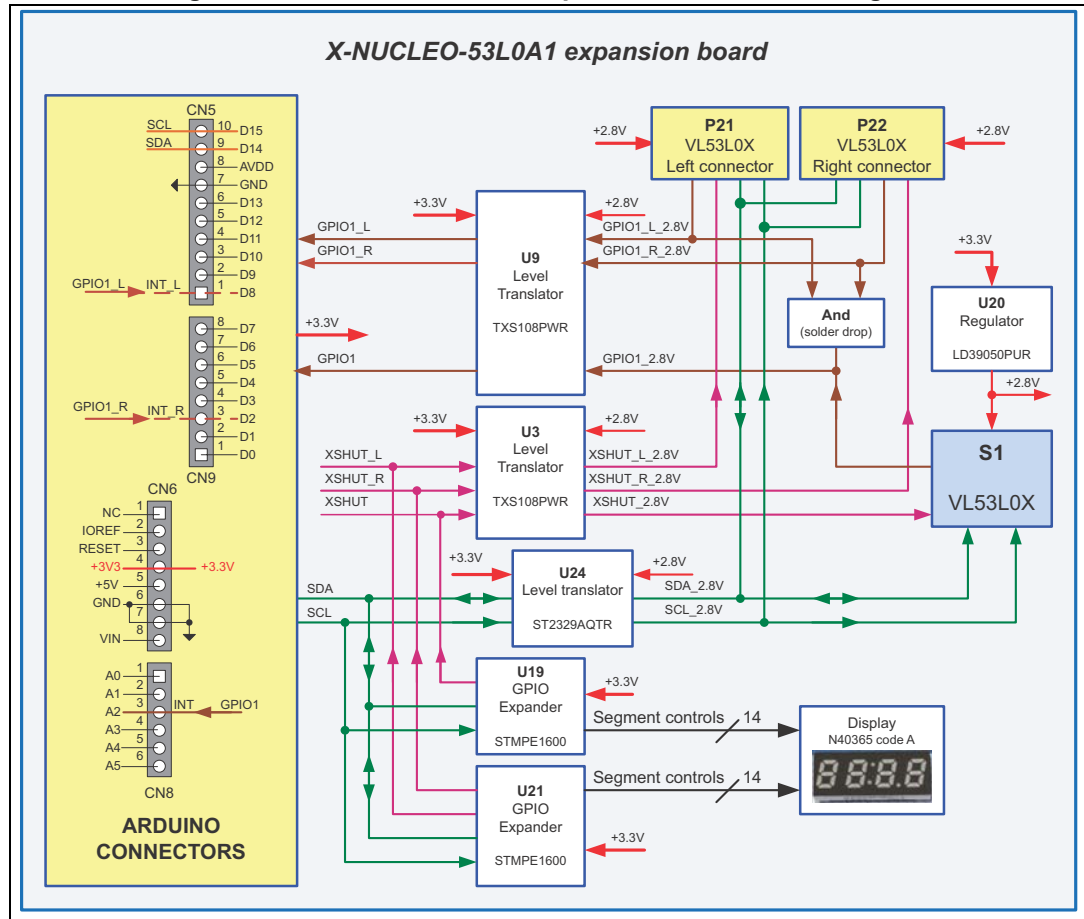 X-NUCLEO-53L0A1 expansion board
CN5
SCL
10
D15
SDA
9
D14
8
AVDD
7
GND
6
D13
5
D12
4
D11
3
D10
2
D9
GPIO1_L
INT_L
1
D8
8
D7
7
D6
6
D5
5
D4
4
D3
GPIO1_R
INT_R
3
D2
2
D1
1
D0
CN9
CN6
NC
1
IOREF
2
RESET
3
+3V3
4
+3.3V
+5V
5
GND
6
7
VIN
8
A0
1
A1
2
A2
3
INT
GPIO1
A3
4
A4
5
A5
6
CN8
ARDUINO
CONNECTORS
+3.3V
GPIO1_L
GPIO1_R
GPIO1
+3.3V
+2.8V
U9
Level
Translator
TXS108PWR
GPIO1_L_2.8V
GPIO1_R_2.8V
GPIO1_2.8V
+2.8V
P21
VL53L0X
Left connector
P22
VL53L0X
Right connector
+2.8V
And
(solder drop)
+3.3V
U20
Regulator
LD39050PUR
+2.8V
S1
VL53L0X
+3.3V
+2.8V
XSHUT_L
XSHUT_R
XSHUT
U3
Level
Translator
TXS108PWR
XSHUT_L_2.8V
XSHUT_R_2.8V
XSHUT_2.8V
+3.3V
+2.8V
SDA
SCL
U24
Level translator
ST2329AQTR
SDA_2.8V
SCL_2.8V
U19
GPIO
Expander
STMPE1600
+3.3V
Segment controls
14
U21
GPIO
Expander
STMPE1600
Segment controls
14
+3.3V
Display
N40365 code A
88:88